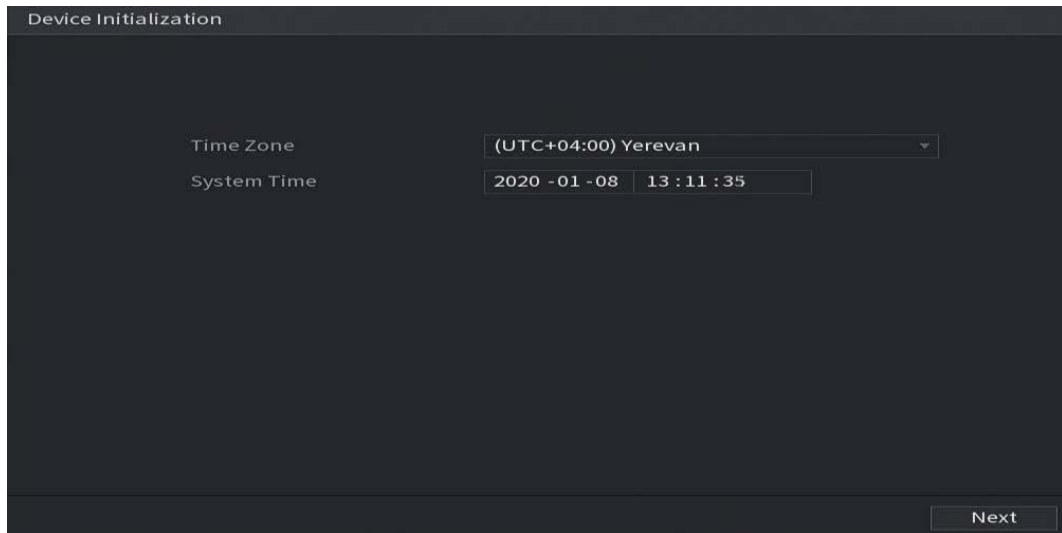 Device Initialization
Time Zone (UTC+04:00) Yerevan
System Time 2020 -01 -08 13 : 11 : 35
Next